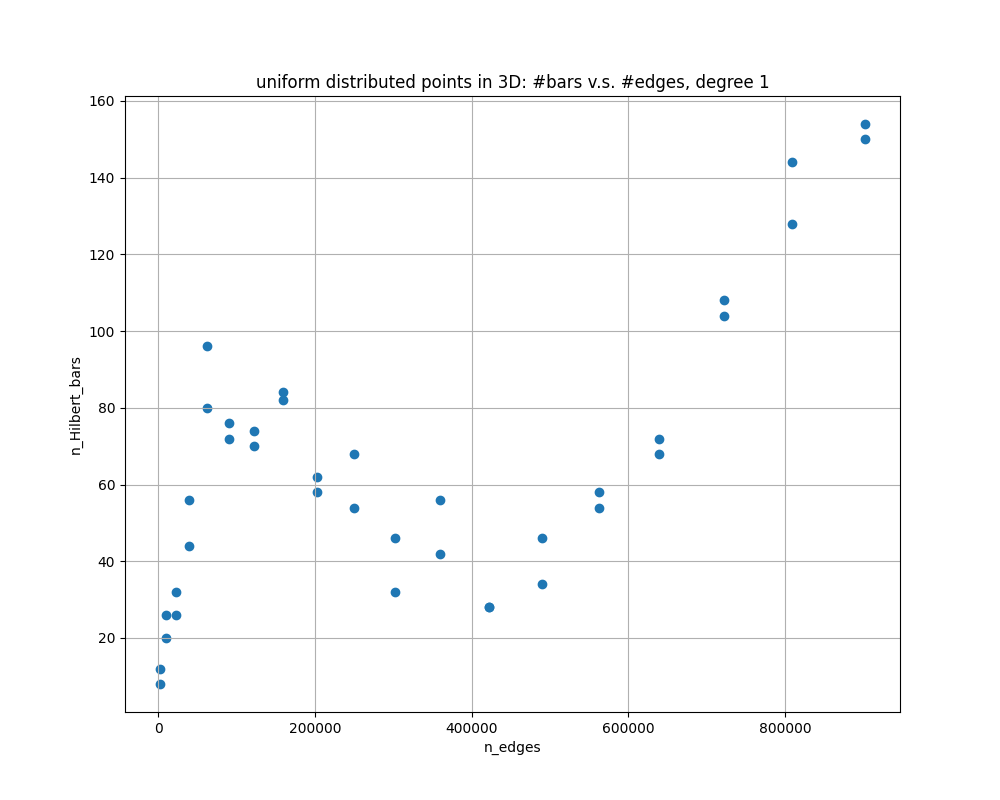 uniform distributed points in 3D: #bars v.s. #edges, degree 1
160
140
120
100
80
60
40
20
n_Hilbert_bars
0 200000 400000 600000 800000
n_edges